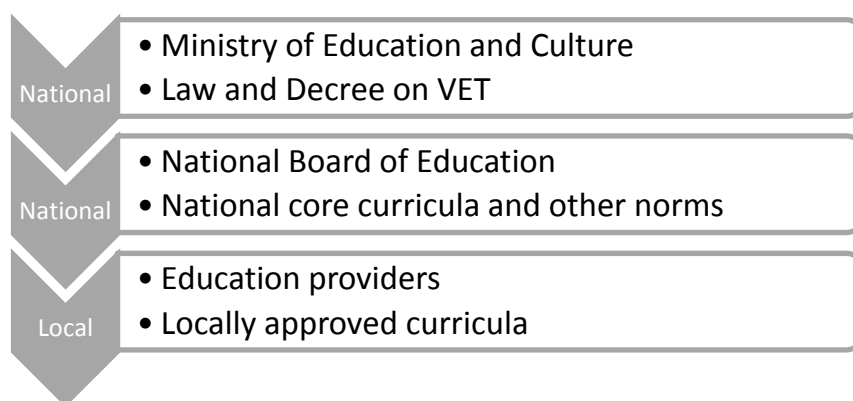 National
• Ministry of Education and Culture
• Law and Decree on VET
National
• National Board of Education
• National core curricula and other norms
Local
• Education providers
• Locally approved curricula